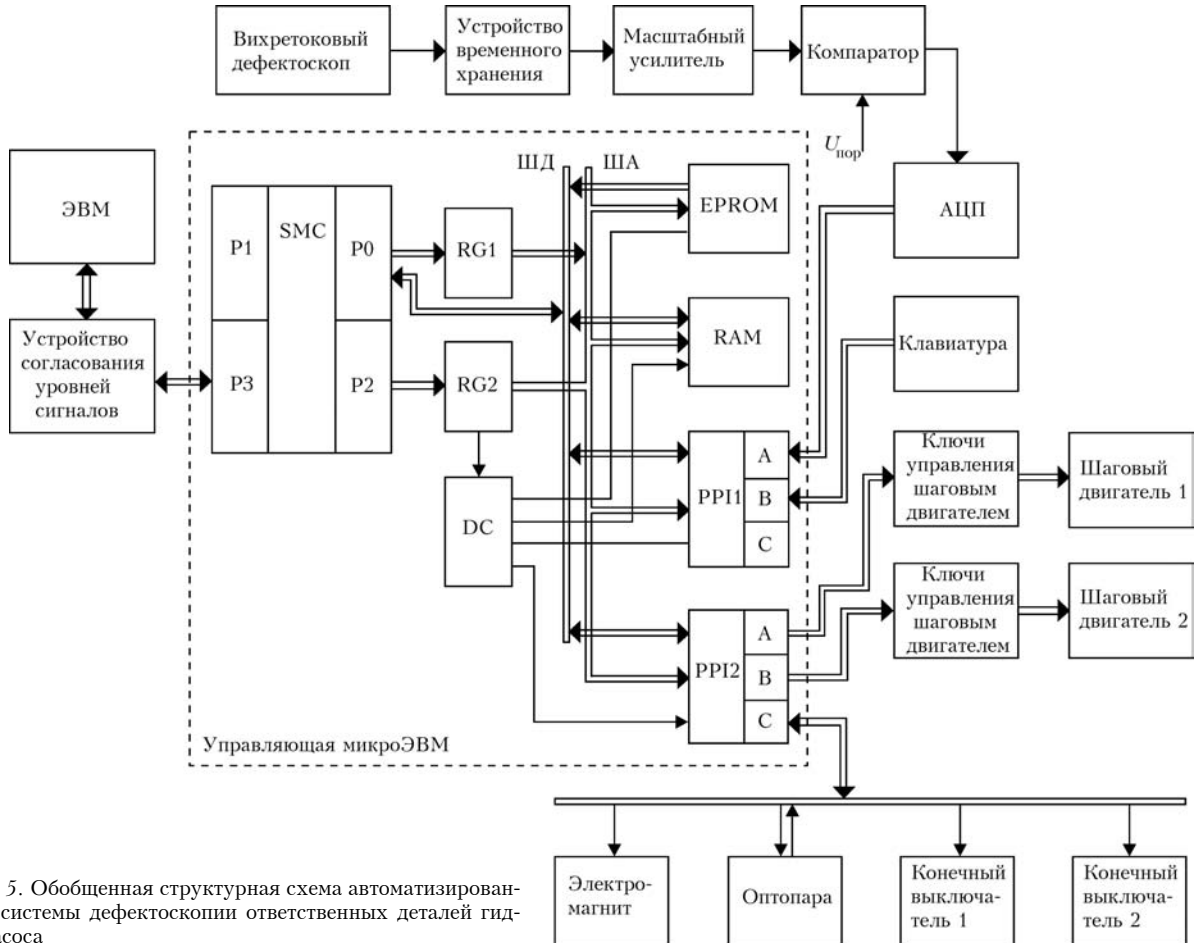 Вихретоковый
дефектоскоп
Устройство
временного
хранения
Масштабный
усилитель
Компаратор
U пор
ЭВМ
P1
SMC
P0
P3
P2
RG1
RG2
DC
ШД
ША
EPROM
RAM
PPI1
A
B
C
PPI2
A
B
C
АЦП
Клавиатура
Устройство
согласования
уровней
сигналов
Ключи
управления
шаговым
двигателем
Шаговый
двигатель 1
Ключи
управления
шаговым
двигателем
Шаговый
двигатель 2
Управляющая микроЭВМ
Электро-
магнит
Оптопара
Конечный
выключа-
тель 1
Конечный
выключа-
тель 2
5. Обобщенная структурная схема автоматизирован-
системы дефектоскопии ответственных деталей гид-
асоса